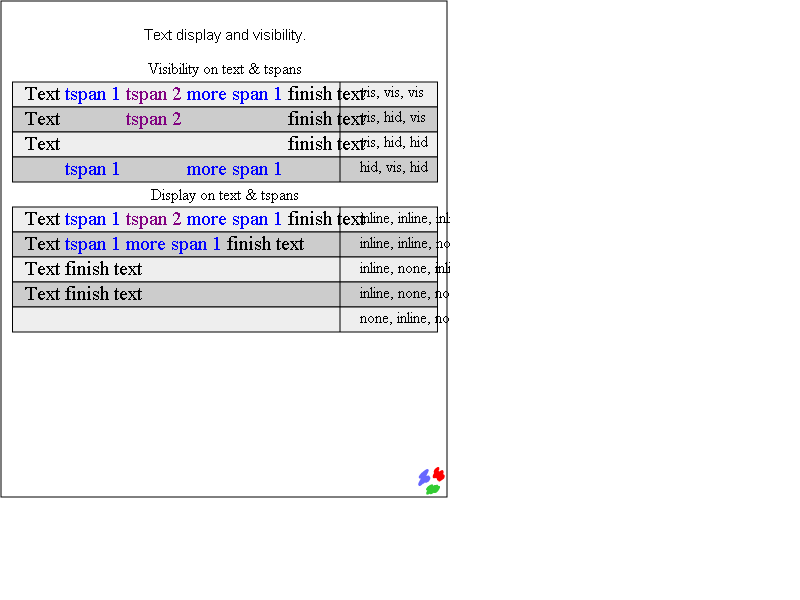 Text display and visibility.
Visibility on text & tspans
Text tspan 1 tspan 2 more span 1 finish text vis, vis, vis
Text tspan 2 finish text vis, hid, vis
Text finish text vis, hid, hid
tspan 1 more span 1 hid, vis, hid
Display on text & tspans
Text tspan 1 tspan 2 more span 1 finish text inline, inline, inl
Text tspan 1 more span 1 finish text inline, inline, no
Text finish text inline, none, inli
Text finish text inline, none, no
none, inline, no